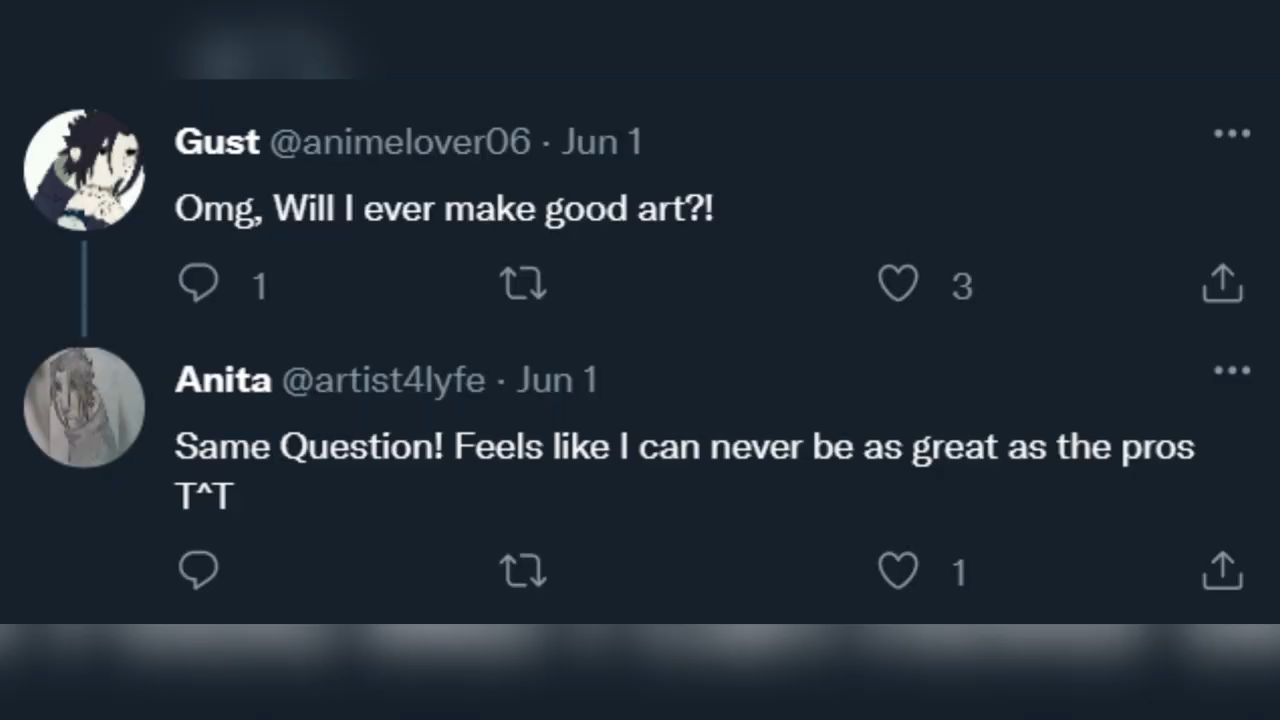 Gust @animelover06 · Jun 1
Omg, Will I ever make good art?!
1 3
Anita @artist4lyfe · Jun 1
Same Question! Feels like I can never be as great as the pros
T^T
1